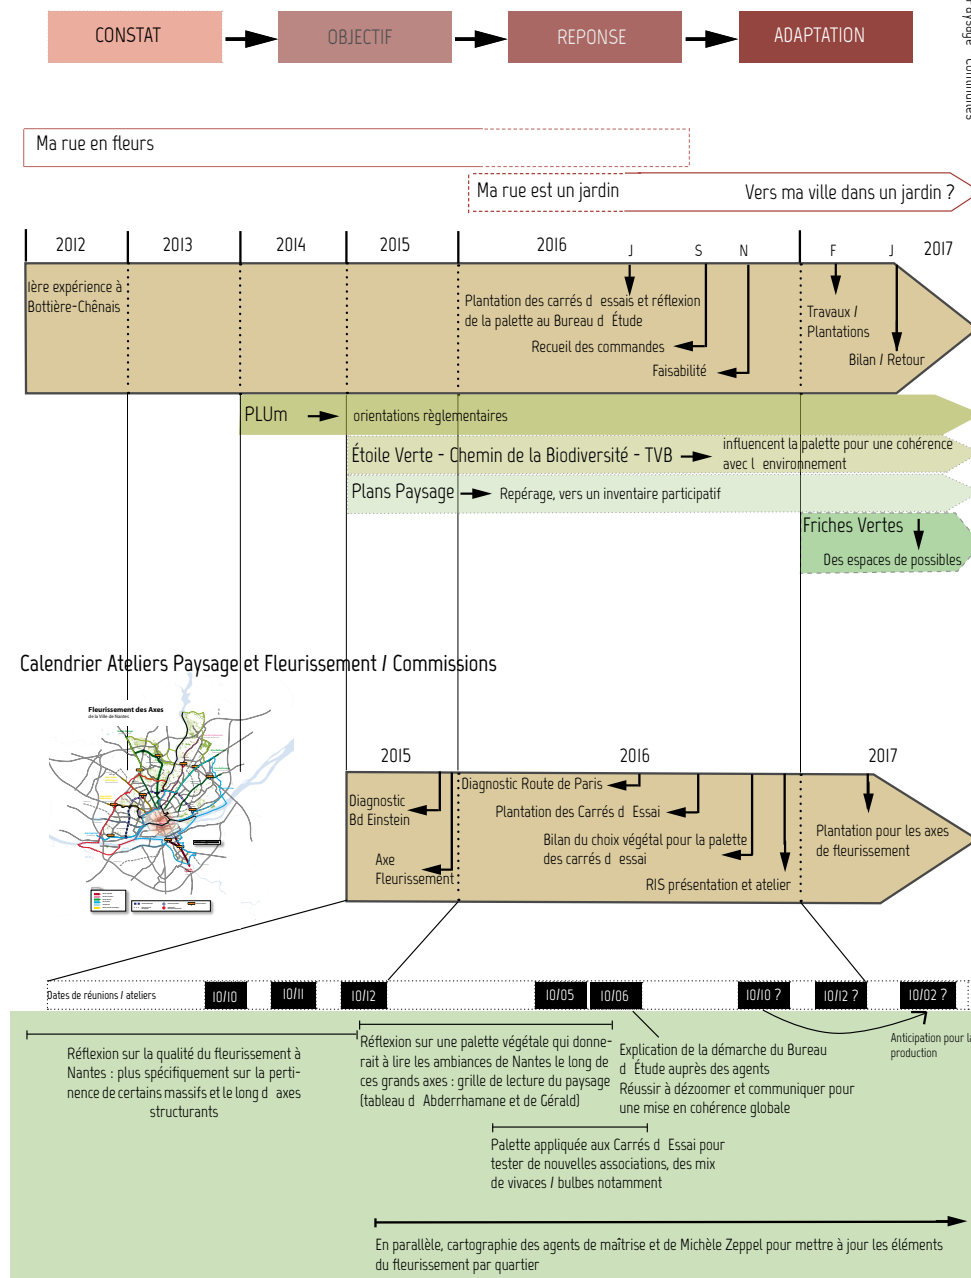 CONSTAT
OBJECTIF
REPONSE
ADAPTATION
Paysage continuités
Ma rue en fleurs
Ma rue est un jardin
Vers ma ville dans un jardin ?
2012
2013
2014
2015
2016
J
S
N
F
J
2017
1ère expérience à
Bottière-Chênais
Plantation des carrés d essais et réflexion
de la palette au Bureau d Étude
Recueil des commandes
Faisabilité
Travaux /
Plantations
Bilan / Retour
PLUm
orientations règlementaires
Étoile Verte - Chemin de la Biodiversité - TVB
influencent la palette pour une cohérence
avec l environnement
Plans Paysage
Repérage, vers un inventaire participatif
Friches Vertes
Des espaces de possibles
Calendrier Ateliers Paysage et Fleurissement / Commissions
Fleurissement des Axes
de la Ville de Nantes
2015
2016
2017
Diagnostic
Bd Einstein
Axe
Fleurissement
Diagnostic Route de Paris
Plantation des Carrés d Essai
Bilan du choix végétal pour la palette
des carrés d essai
RIS présentation et atelier
Plantation pour les axes
de fleurissement
Dates de réunions / ateliers
10/10
10/11
10/12
10/05
10/06
10/10 ?
10/12 ?
10/02 ?
Réflexion sur la qualité du fleurissement à
Nantes : plus spécifiquement sur la perti-
nence de certains massifs et le long d axes
structurants
Réflexion sur une palette végétale qui donne-
rait à lire les ambiances de Nantes le long de
ces grands axes : grille de lecture du paysage
(tableau d Abderrhamane et de Gérald)
Explication de la démarche du Bureau
d Étude auprès des agents
Réussir à dézoomer et communiquer pour
une mise en cohérence globale
Anticipation pour la
production
Palette appliquée aux Carrés d Essai pour
tester de nouvelles associations, des mix
de vivaces / bulbes notamment
En parallèle, cartographie des agents de maîtrise et de Michèle Zeppel pour mettre à jour les éléments
du fleurissement par quartier